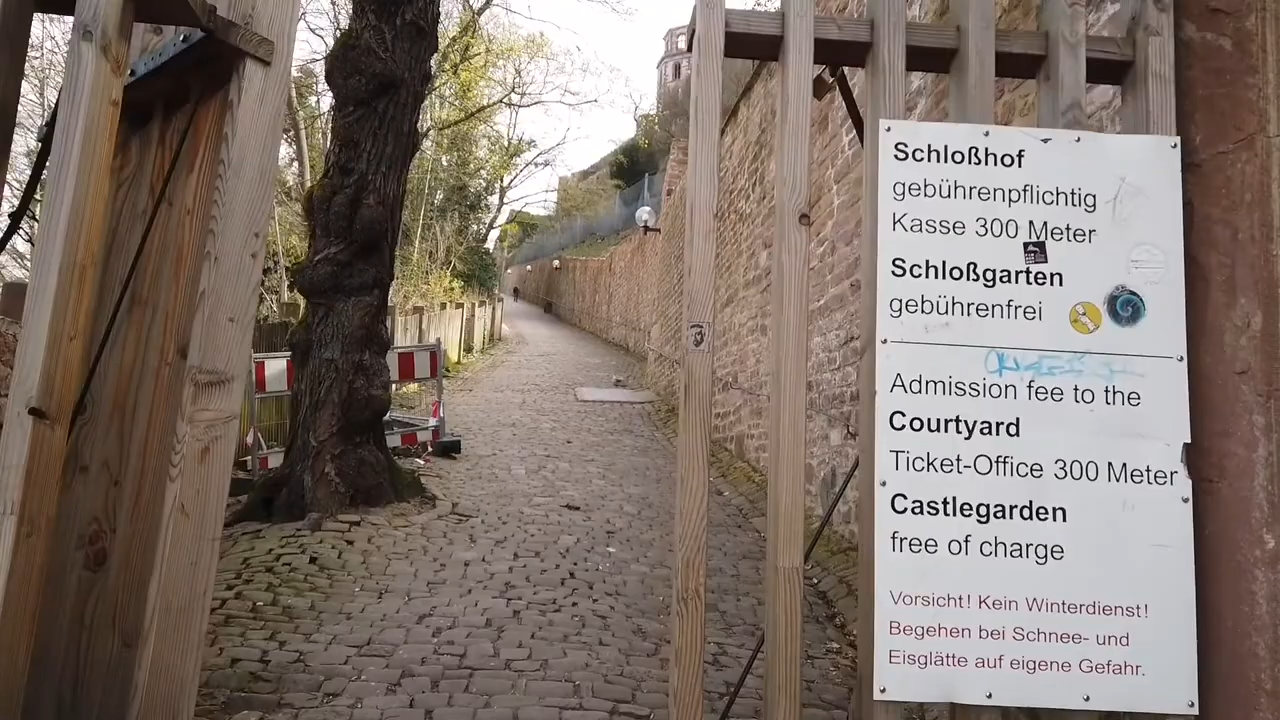 Schloßhof
gebührenpflichtig
Kasse 300 Meter
Schloßgarten
gebührenfrei
Admission fee to the
Courtyard
Ticket-Office 300 Meter
Castlegarden
free of charge
Vorsicht! Kein Winterdienst!
Begehen bei Schnee- und
Eisglätte auf eigene Gefahr.